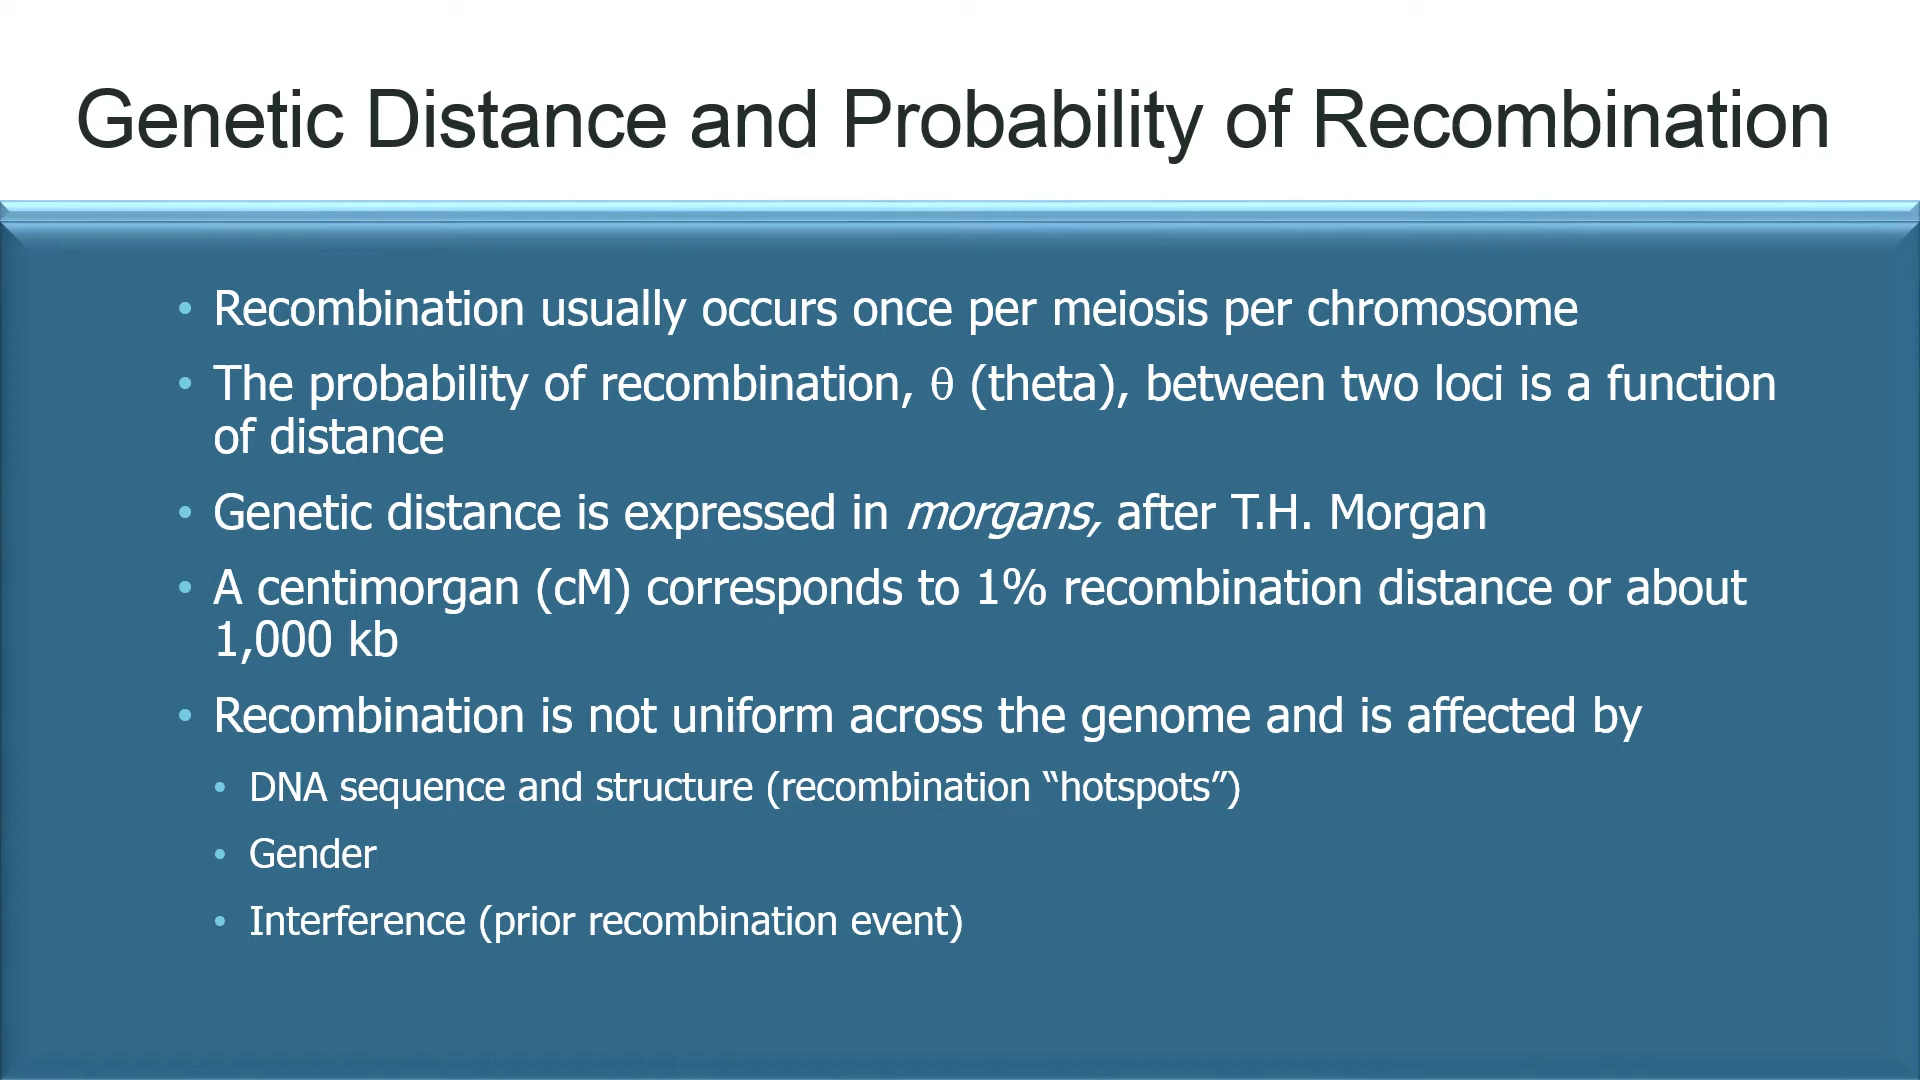 Genetic Distance and Probability of Recombination
• Recombination usually occurs once per meiosis per chromosome
• The probability of recombination, θ (theta), between two loci is a function
of distance
• Genetic distance is expressed in morgans, after T.H. Morgan
• A centimorgan (cM) corresponds to 1% recombination distance or about
1,000 kb
• Recombination is not uniform across the genome and is affected by
• DNA sequence and structure (recombination “hotspots”)
• Gender
• Interference (prior recombination event)